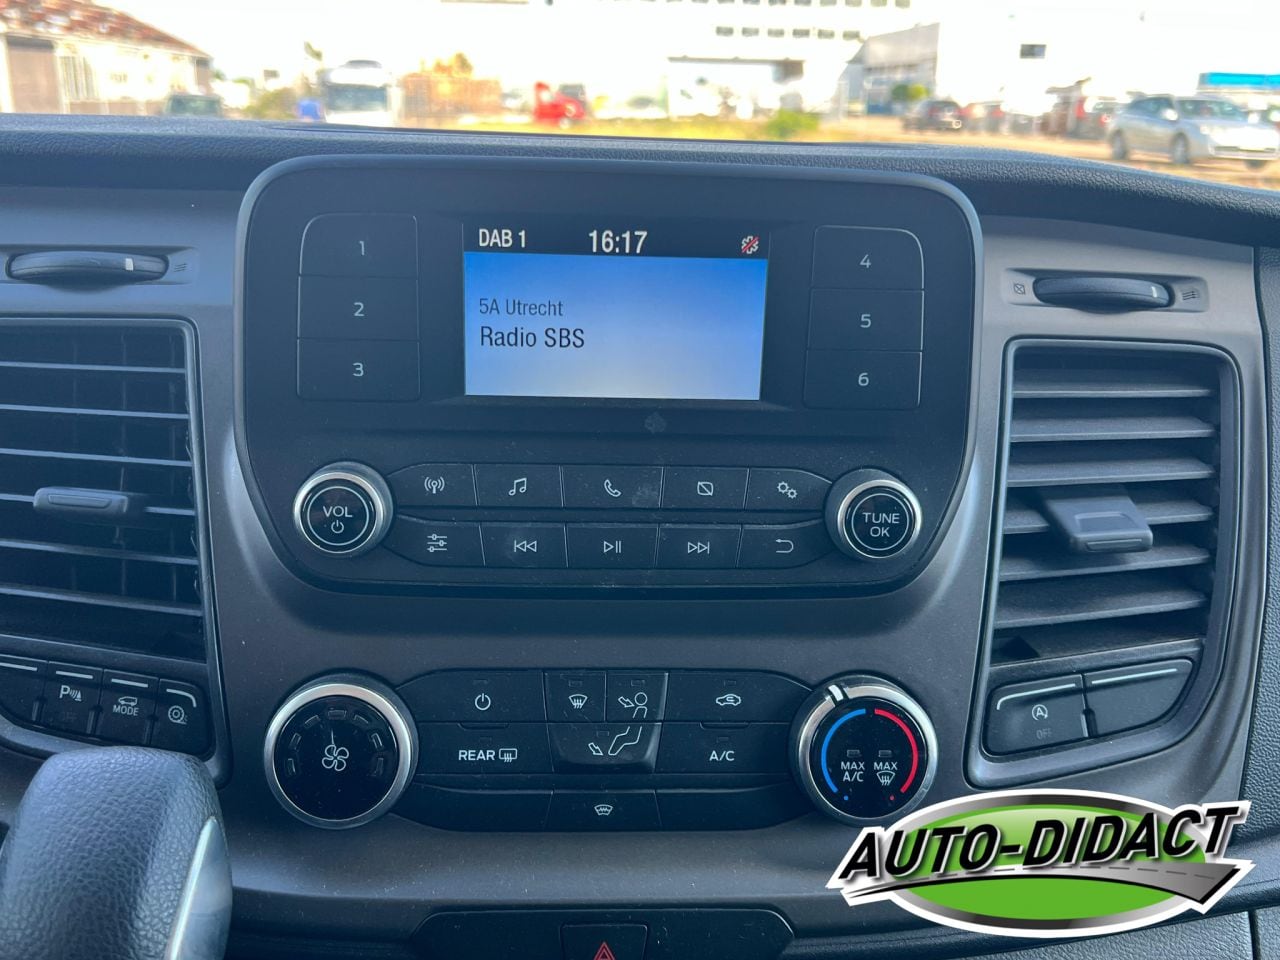 DAB 1 16:17
5A Utrecht
Radio SBS
1
2
3
4
5
6
VOL
TUNE
OK
P
OFF
MODE
REAR
A/C
MAX
A/C
MAX
A
OFF
AUTO-DIDACT